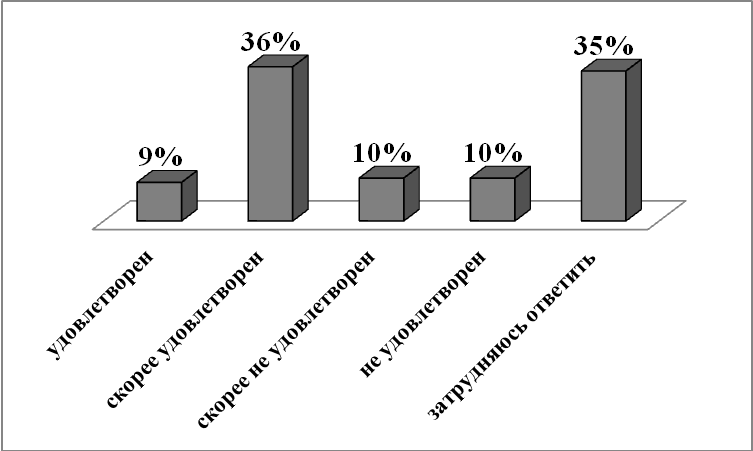 36%
35%
9%
10%
10%
удовлетворен
скорее удовлетворен
скорее не удовлетворен
не удовлетворен
затрудняюсь ответить